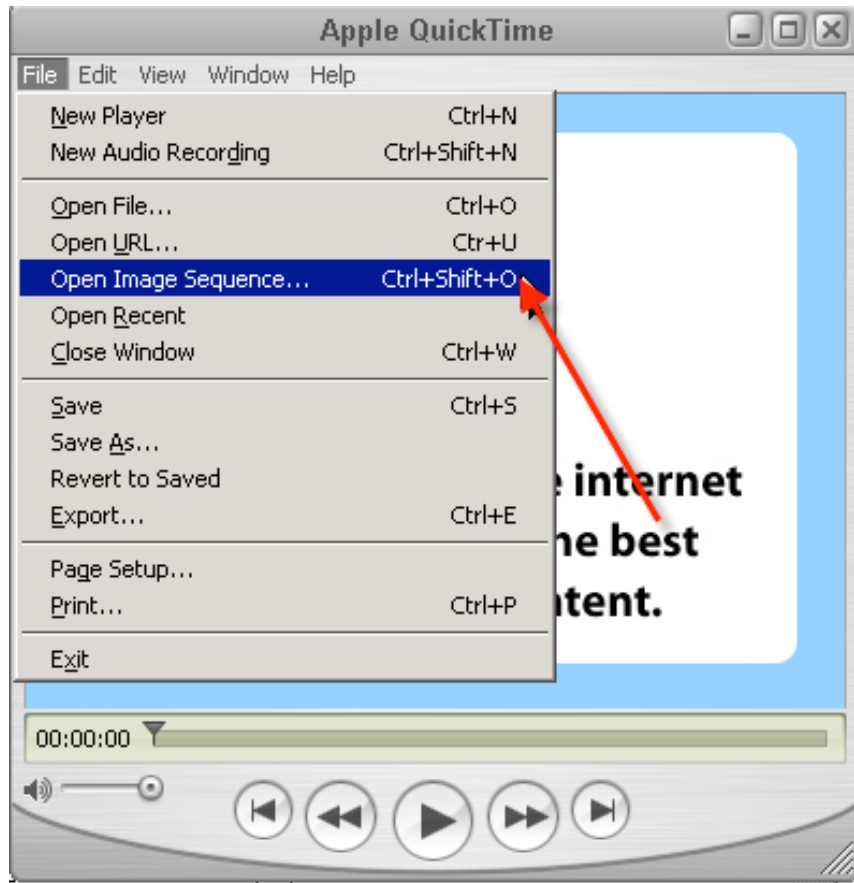 Apple QuickTime
File Edit View Window Help
New Player Ctrl+N
New Audio Recording Ctrl+Shift+N
Open File... Ctrl+O
Open URL... Ctr+U
Open Image Sequence... Ctrl+Shift+O
Open Recent
Close Window Ctrl+W
Save Ctrl+S
Save As...
Revert to Saved
Export... Ctrl+E
Page Setup...
Print... Ctrl+P
Exit
internet
he best
tent.
00:00:00